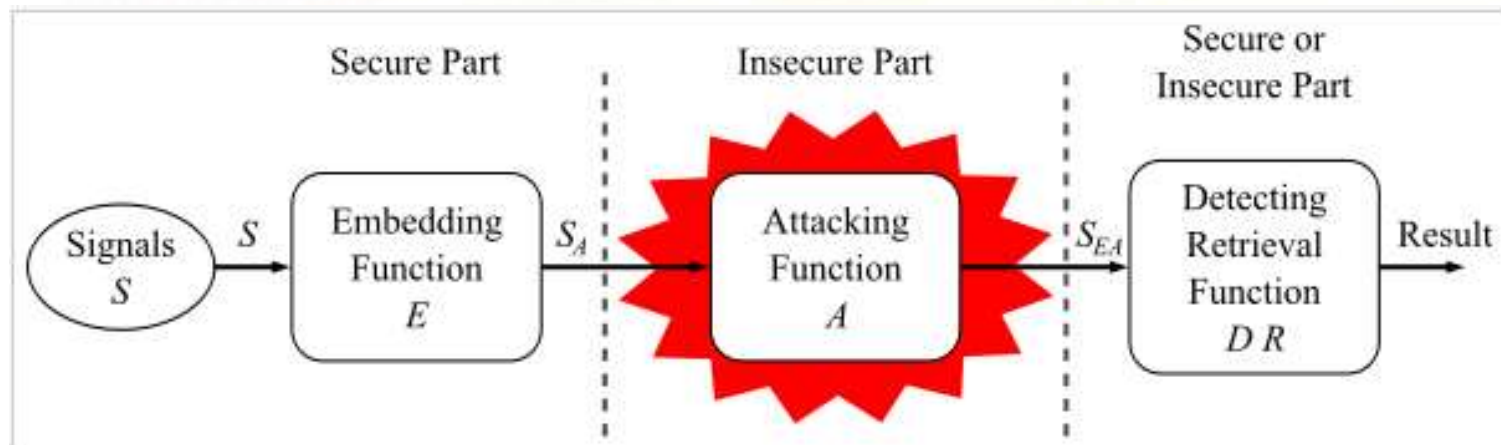 Secure Part
Insecure Part
Secure or
Insecure Part
Signals
S
S
Embedding
Function
E
S_A
Attacking
Function
A
S_EA
Detecting
Retrieval
Function
D R
Result